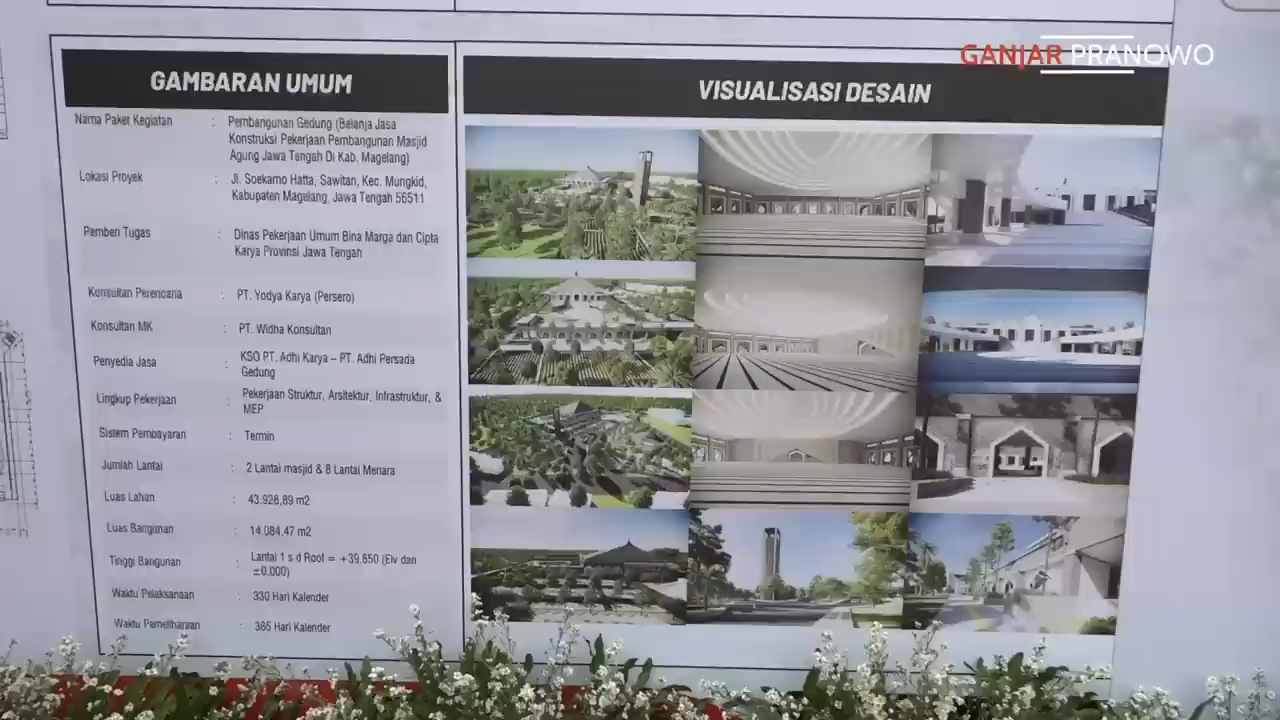 GANJAR PRANOWO
GAMBARAN UMUM
Nama Paket Kegiatan : Pembangunan Gedung (Belanja Jasa
Konstruksi Pekerjaan Pembangunan Masjid
Agung Jawa Tengah Di Kab. Magelang)
Lokasi Proyek : Jl. Soekarno Hatta, Sawitan, Kec. Mungkid,
Kabupaten Magelang, Jawa Tengah 56511
Pemberi Tugas : Dinas Pekerjaan Umum Bina Marga dan Cipta
Karya Provinsi Jawa Tengah
Konsultan Perencana : PT. Yodya Karya (Persero)
Konsultan MK : PT. Widha Konsultan
Penyedia Jasa : KSO PT. Adhi Karya – PT. Adhi Persada
Gedung
Lingkup Pekerjaan : Pekerjaan Struktur, Arsitektur, Infrastruktur, &
MEP
Sistem Pembayaran : Termin
Jumlah Lantai : 2 Lantai masjid & 8 Lantai Menara
Luas Lahan : 43.928,89 m2
Luas Bangunan : 14.084,47 m2
Tinggi Bangunan : Lantai 1 s d Roof = +39,650 (Elv dan
±0.000)
Waktu Pelaksanaan : 330 Hari Kalender
Waktu Pemeliharaan : 365 Hari Kalender
VISUALISASI DESAIN